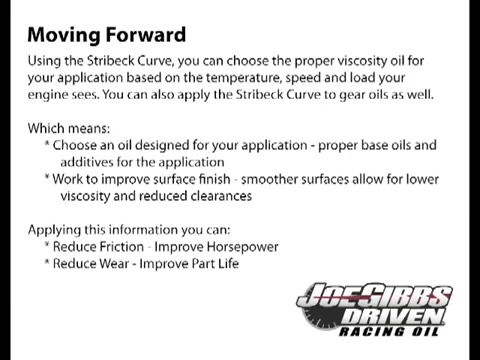 Moving Forward
Using the Stribeck Curve, you can choose the proper viscosity oil for
your application based on the temperature, speed and load your
engine sees. You can also apply the Stribeck Curve to gear oils as well.
Which means:
* Choose an oil designed for your application - proper base oils and
additives for the application
* Work to improve surface finish - smoother surfaces allow for lower
viscosity and reduced clearances
Applying this information you can:
* Reduce Friction - Improve Horsepower
* Reduce Wear - Improve Part Life
JOE GIBBS
DRIVEN
RACING OIL